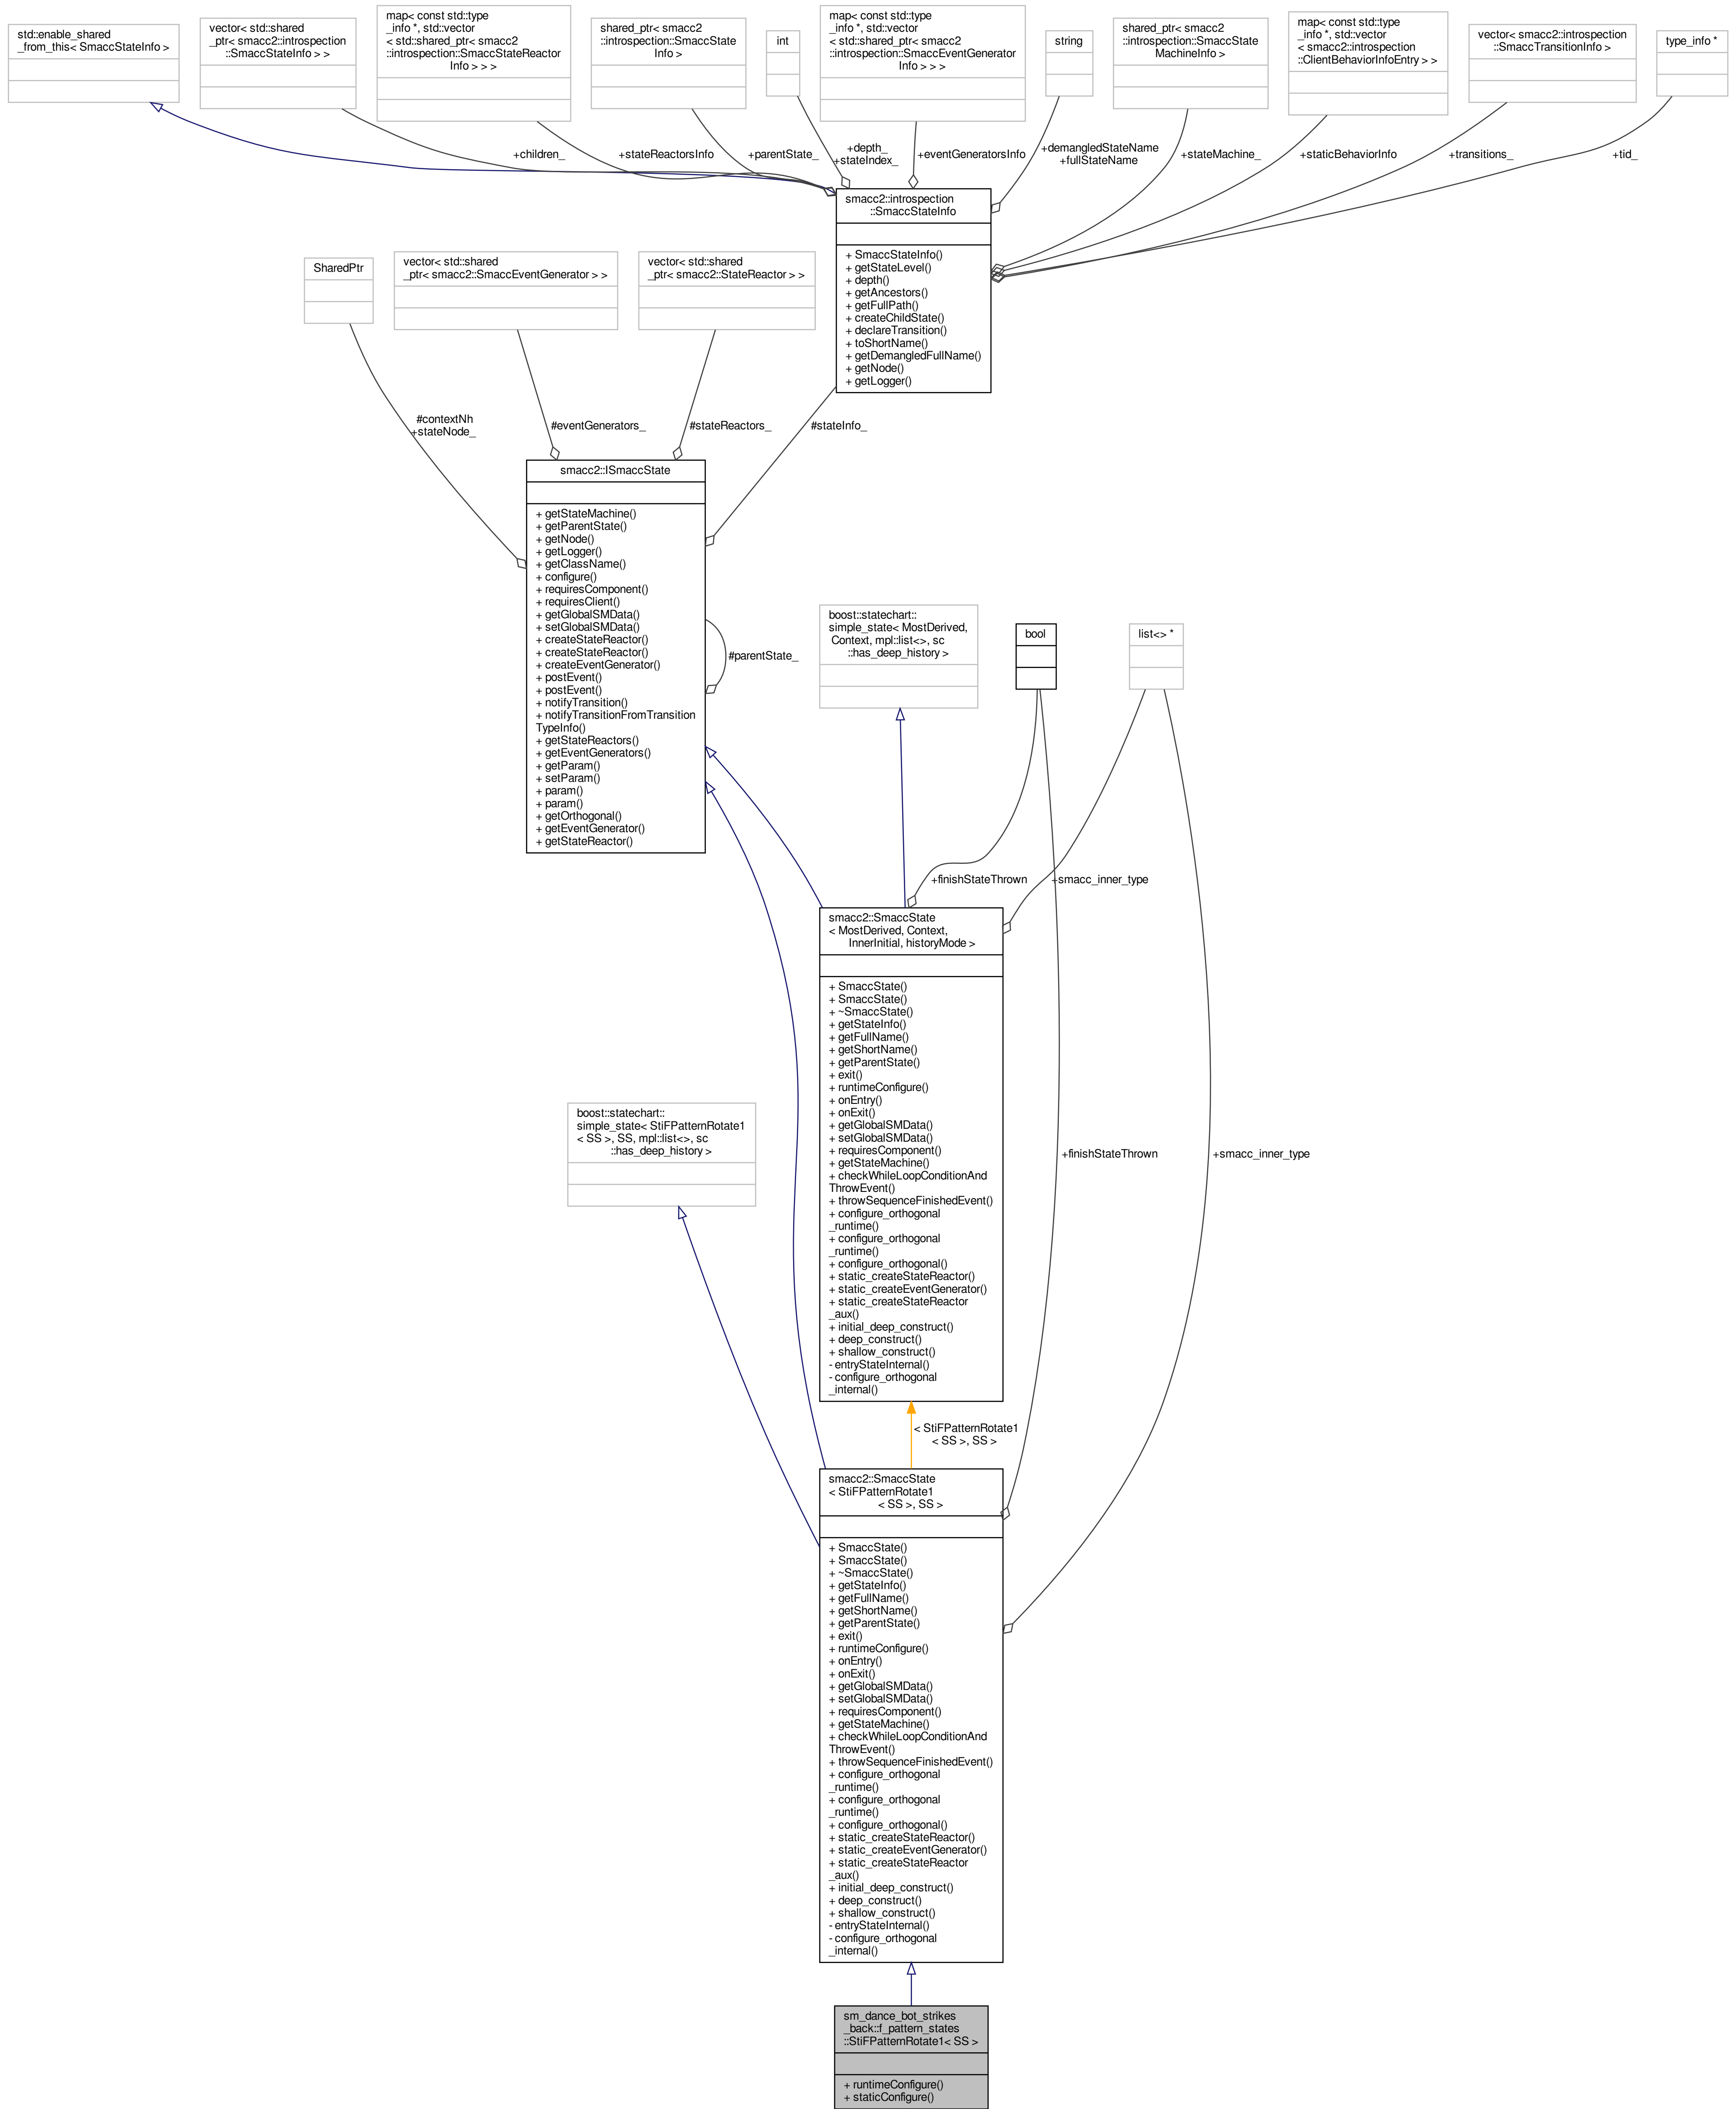 std::enable_shared
_from_this< SmaccStateInfo >
vector< std::shared
_ptr< smacc2::introspection
::SmaccStateInfo > >
map< const std::type
_info *, std::vector
< std::shared_ptr< smacc2
::introspection::SmaccStateReactor
Info > > >
shared_ptr< smacc2
::introspection::SmaccState
Info >
int
map< const std::type
_info *, std::vector
< std::shared_ptr< smacc2
::introspection::SmaccEventGenerator
Info > > >
string
shared_ptr< smacc2
::introspection::SmaccState
MachineInfo >
map< const std::type
_info *, std::vector
< smacc2::introspection
::ClientBehaviorInfoEntry > >
vector< smacc2::introspection
::SmaccTransitionInfo >
type_info *
+children_
+stateReactorsInfo
+parentState_
+depth_
+stateIndex_
+eventGeneratorsInfo
+demangledStateName
+fullStateName
+stateMachine_
+staticBehaviorInfo
+transitions_
+tid_
smacc2::introspection
::SmaccStateInfo
+ SmaccStateInfo()
+ getStateLevel()
+ depth()
+ getAncestors()
+ getFullPath()
+ createChildState()
+ declareTransition()
+ toShortName()
+ getDemangledFullName()
+ getNode()
+ getLogger()
SharedPtr
vector< std::shared
_ptr< smacc2::SmaccEventGenerator > >
vector< std::shared
_ptr< smacc2::StateReactor > >
#contextNh
+stateNode_
#eventGenerators_
#stateReactors_
#stateInfo_
smacc2::ISmaccState
+ getStateMachine()
+ getParentState()
+ getNode()
+ getLogger()
+ getClassName()
+ configure()
+ requiresComponent()
+ requiresClient()
+ getGlobalSMData()
+ setGlobalSMData()
+ createStateReactor()
+ createStateReactor()
+ createEventGenerator()
+ postEvent()
+ postEvent()
+ notifyTransition()
+ notifyTransitionFromTransition
TypeInfo()
+ getStateReactors()
+ getEventGenerators()
+ getParam()
+ setParam()
+ param()
+ param()
+ getOrthogonal()
+ getEventGenerator()
+ getStateReactor()
#parentState_
boost::statechart::
simple_state< MostDerived,
Context, mpl::list<>, sc
::has_deep_history >
bool
list<> *
+finishStateThrown
+smacc_inner_type
smacc2::SmaccState
< MostDerived, Context,
InnerInitial, historyMode >
+ SmaccState()
+ SmaccState()
+ ~SmaccState()
+ getStateInfo()
+ getFullName()
+ getShortName()
+ getParentState()
+ exit()
+ runtimeConfigure()
+ onEntry()
+ onExit()
+ getGlobalSMData()
+ setGlobalSMData()
+ requiresComponent()
+ getStateMachine()
+ checkWhileLoopConditionAnd
ThrowEvent()
+ throwSequenceFinishedEvent()
+ configure_orthogonal
_runtime()
+ configure_orthogonal
_runtime()
+ configure_orthogonal()
+ static_createStateReactor()
+ static_createEventGenerator()
+ static_createStateReactor
_aux()
+ initial_deep_construct()
+ deep_construct()
+ shallow_construct()
- entryStateInternal()
- configure_orthogonal
_internal()
boost::statechart::
simple_state< StiFPatternRotate1
< SS >, SS, mpl::list<>, sc
::has_deep_history >
+finishStateThrown
+smacc_inner_type
< StiFPatternRotate1
< SS >, SS >
smacc2::SmaccState
< StiFPatternRotate1
< SS >, SS >
+ SmaccState()
+ SmaccState()
+ ~SmaccState()
+ getStateInfo()
+ getFullName()
+ getShortName()
+ getParentState()
+ exit()
+ runtimeConfigure()
+ onEntry()
+ onExit()
+ getGlobalSMData()
+ setGlobalSMData()
+ requiresComponent()
+ getStateMachine()
+ checkWhileLoopConditionAnd
ThrowEvent()
+ throwSequenceFinishedEvent()
+ configure_orthogonal
_runtime()
+ configure_orthogonal
_runtime()
+ configure_orthogonal()
+ static_createStateReactor()
+ static_createEventGenerator()
+ static_createStateReactor
_aux()
+ initial_deep_construct()
+ deep_construct()
+ shallow_construct()
- entryStateInternal()
- configure_orthogonal
_internal()
sm_dance_bot_strikes
_back::f_pattern_states
::StiFPatternRotate1< SS >
+ runtimeConfigure()
+ staticConfigure()